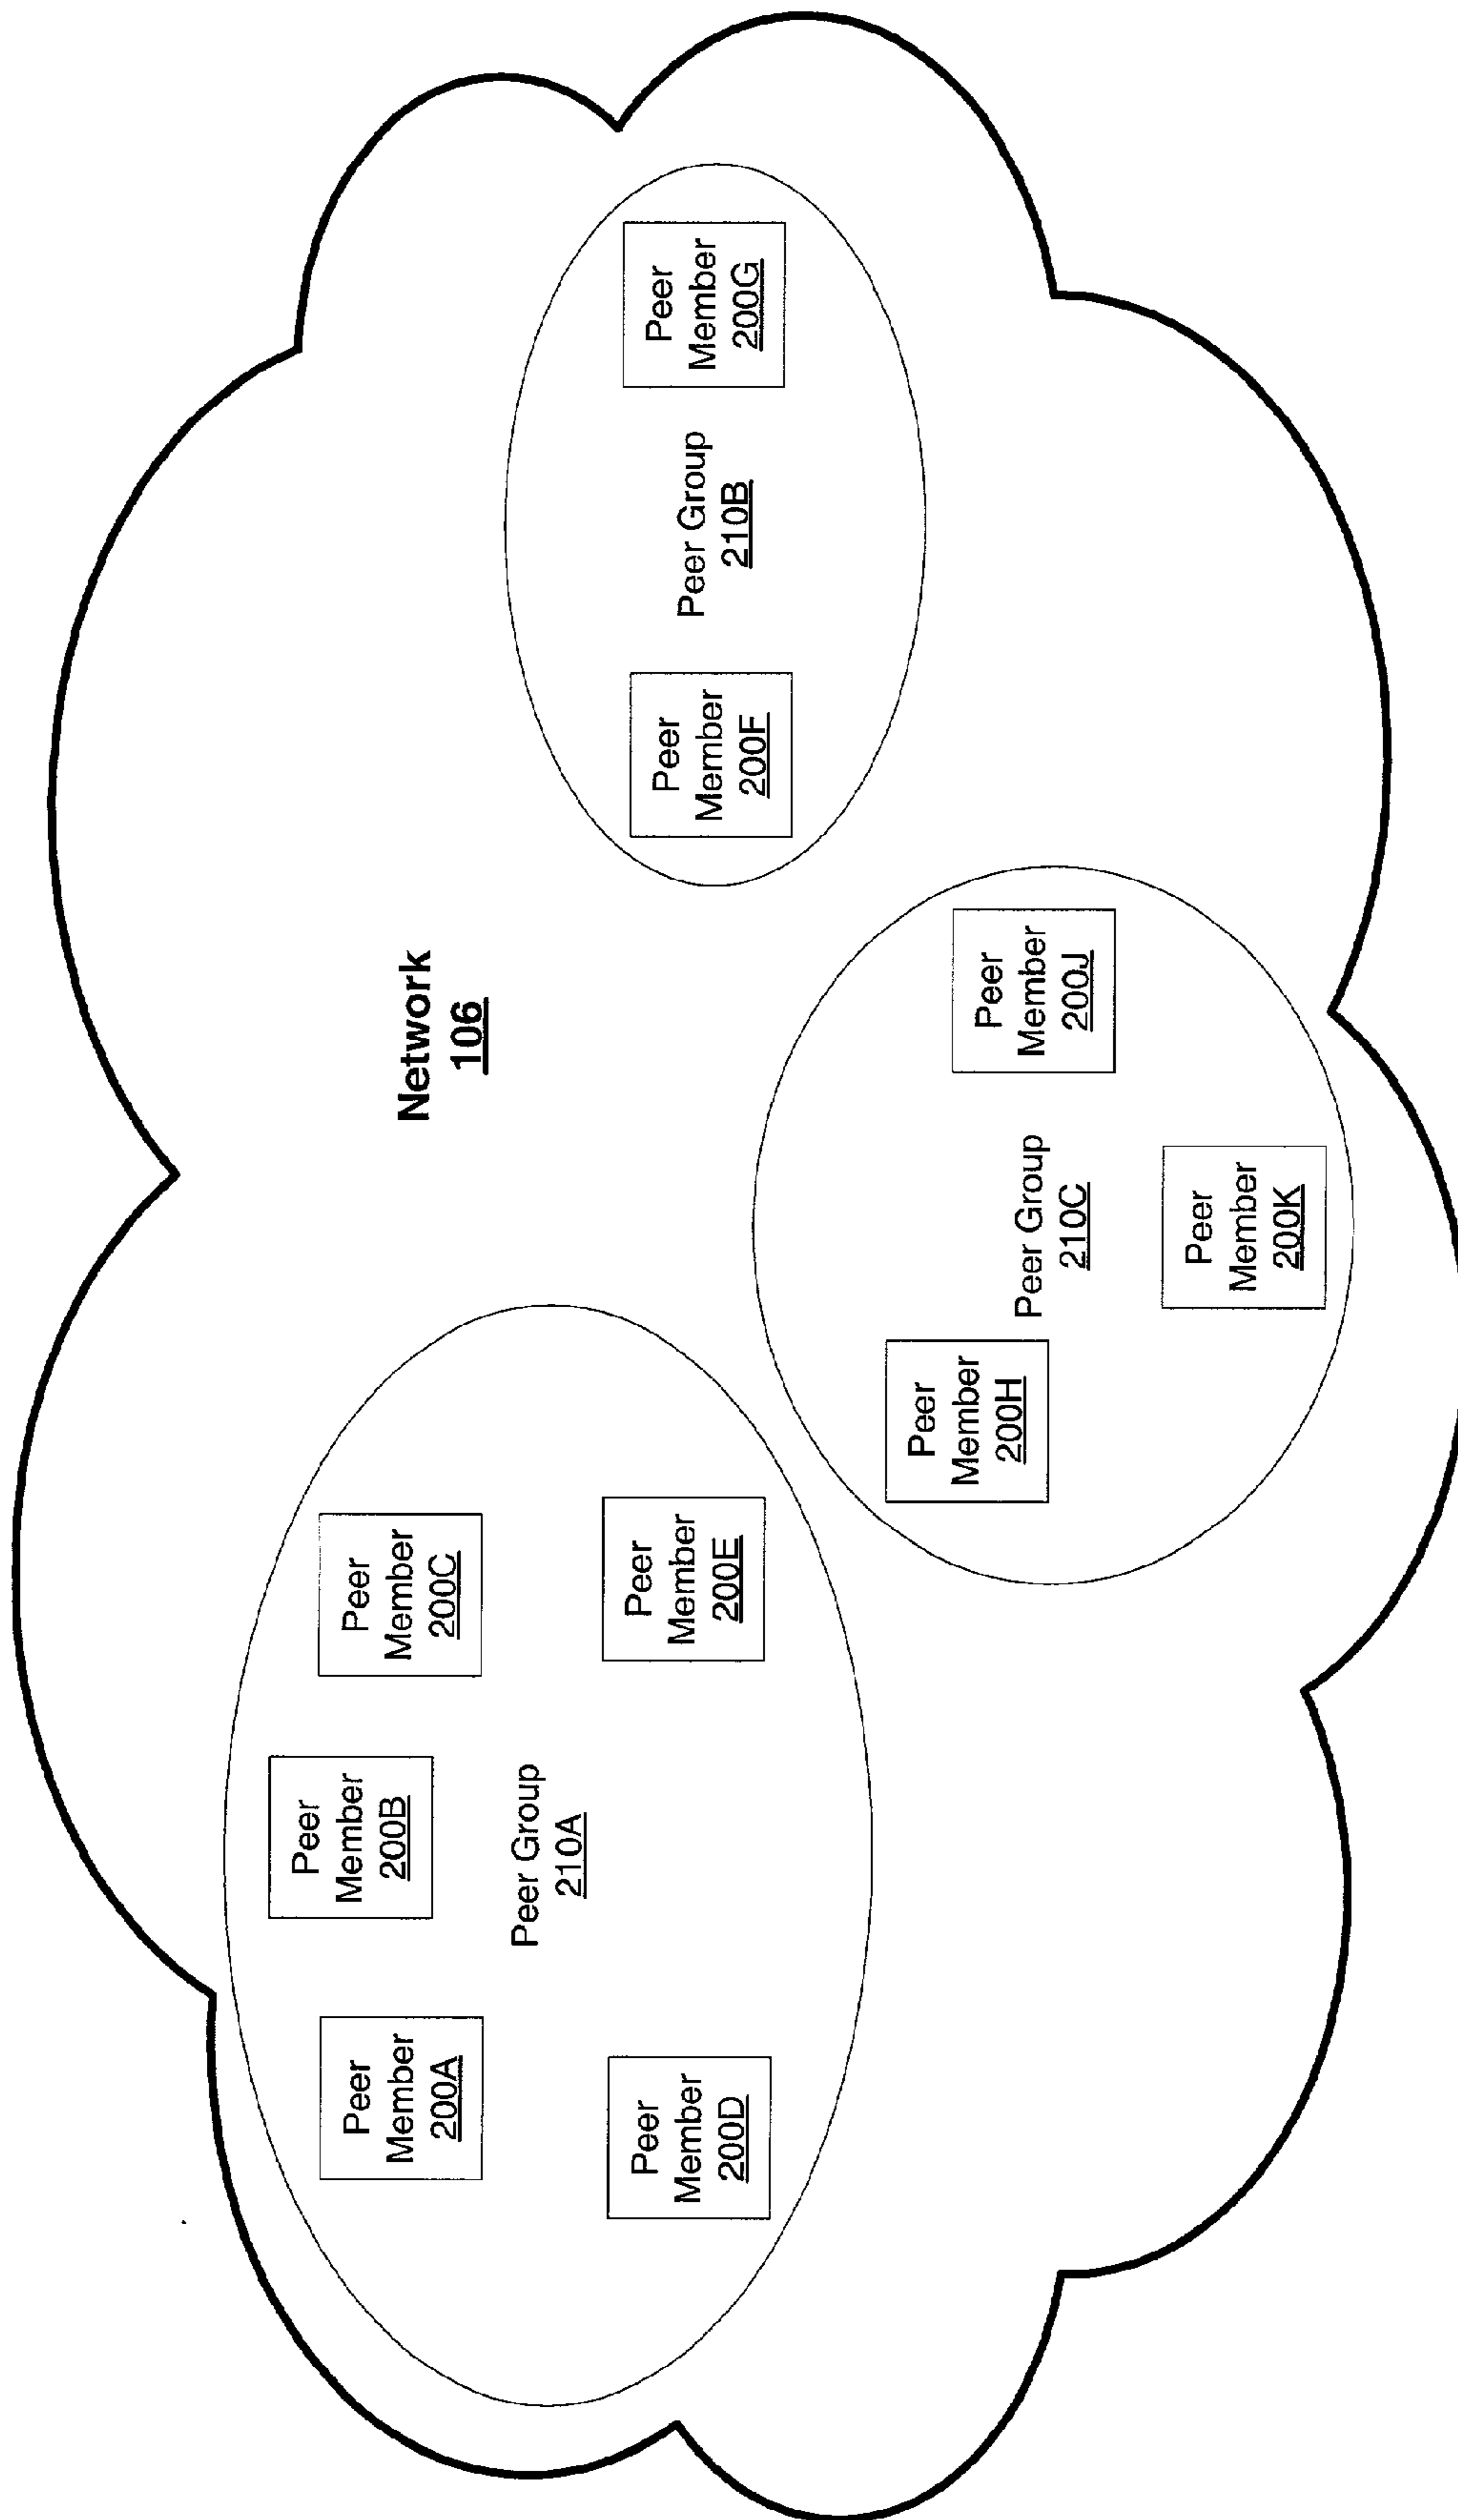 Network
106
Peer
Member
200A
Peer
Member
200B
Peer
Member
200C
Peer Group
210A
Peer
Member
200D
Peer
Member
200E
Peer
Member
200F
Peer Group
210B
Peer
Member
200G
Peer
Member
200H
Peer Group
210C
Peer
Member
200J
Peer
Member
200K